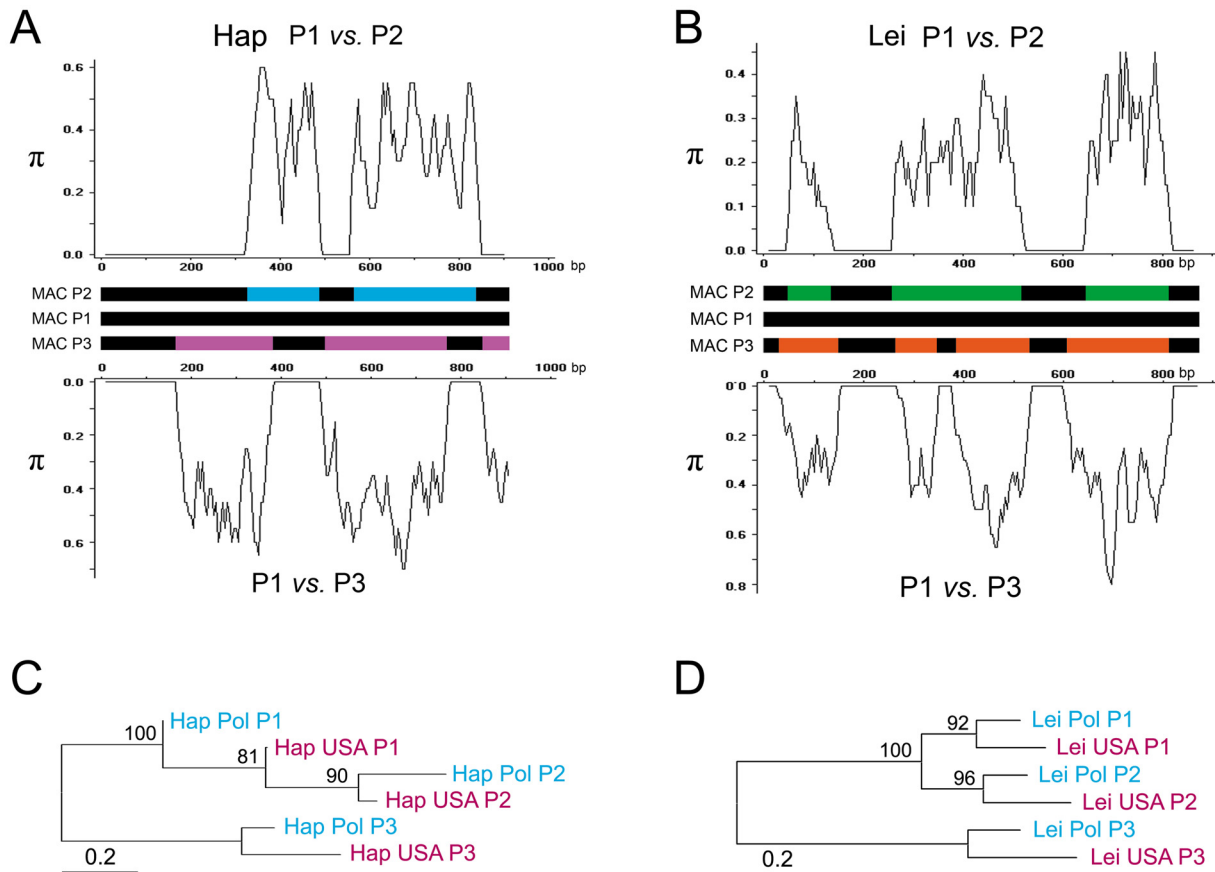 A
Hap P1 vs. P2
0.6
0.4
π
0.2
0.0
0 200 400 600 800 1000 bp
MAC P2
MAC P1
MAC P3
0 200 400 600 800 1000 bp
0.0
0.2
π
0.4
0.6
P1 vs. P3
B
Lei P1 vs. P2
0.4
0.3
π
0.2
0.1
0.0
0 200 400 600 800 bp
MAC P2
MAC P1
MAC P3
0 200 400 600 800 bp
0.0
0.2
π
0.4
0.6
0.8
P1 vs. P3
C
Hap Pol P1
100
Hap USA P1
81
Hap Pol P2
90
Hap USA P2
Hap Pol P3
Hap USA P3
0.2
D
Lei Pol P1
92
Lei USA P1
100
Lei Pol P2
96
Lei USA P2
Lei Pol P3
Lei USA P3
0.2